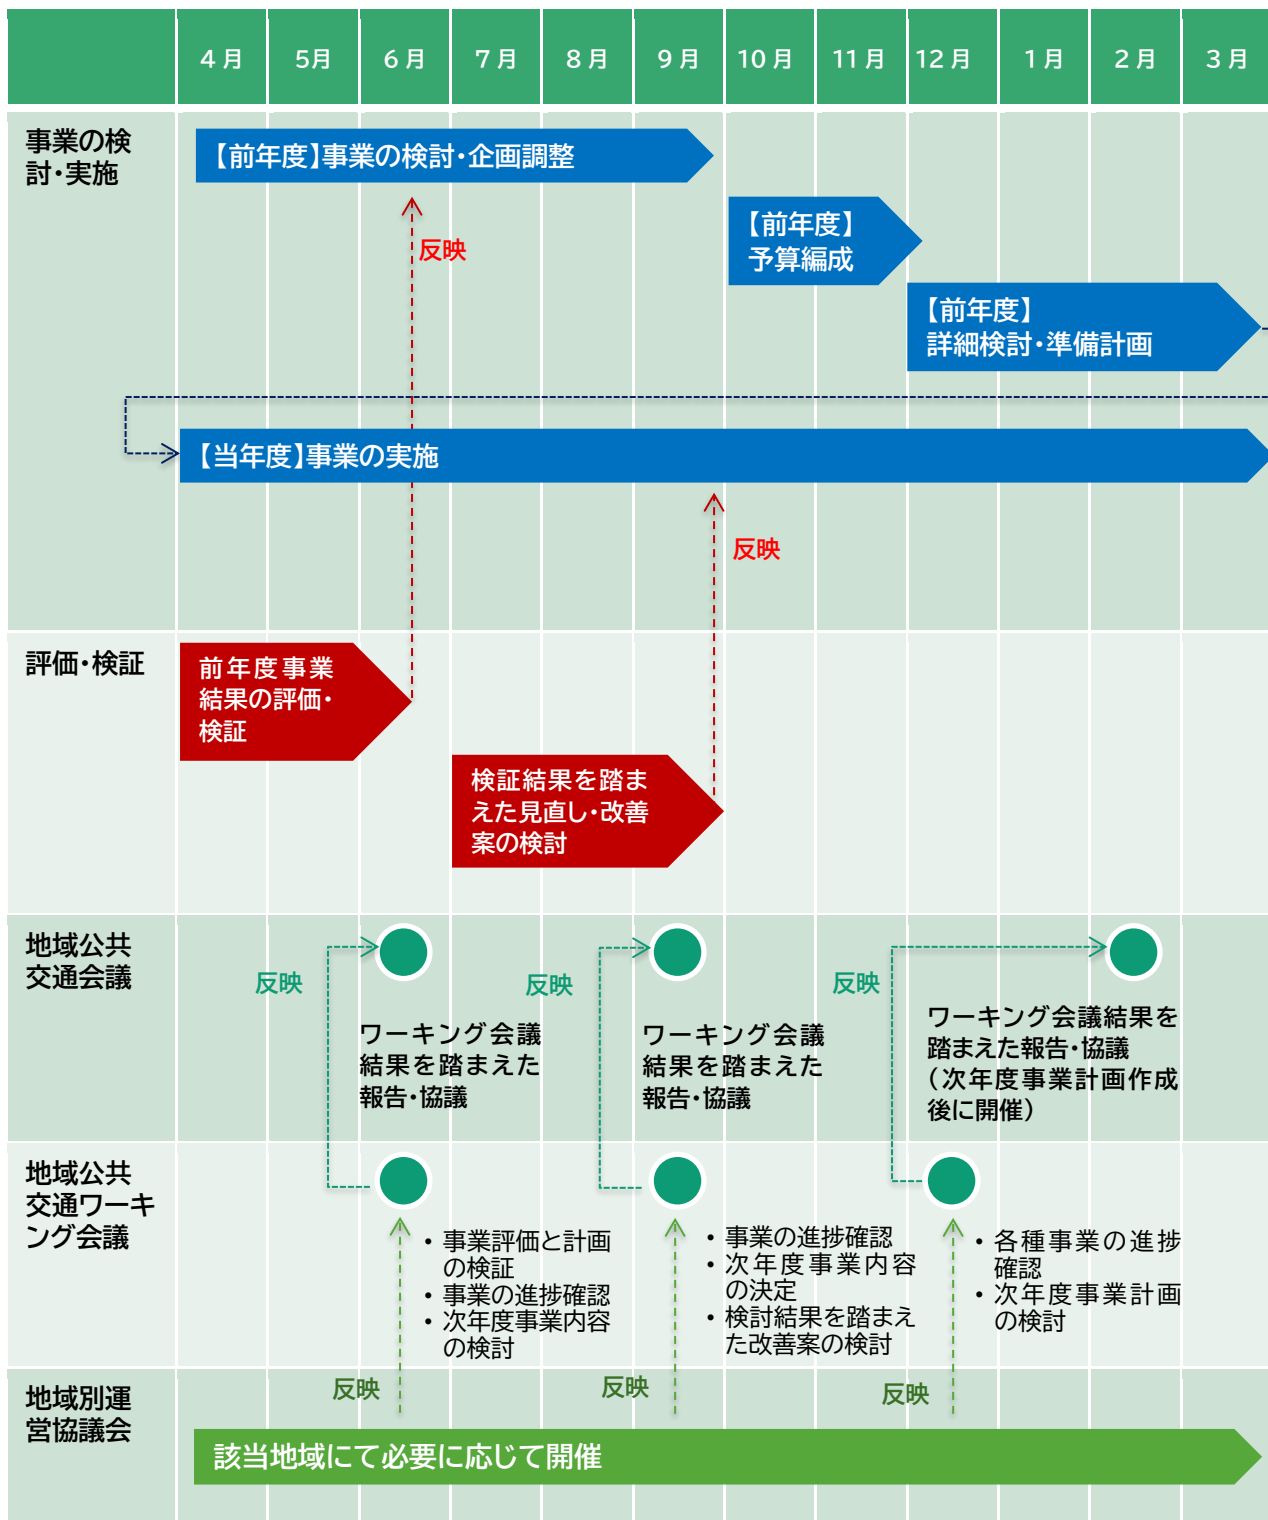 4月 5月 6月 7月 8月 9月 10月 11月 12月 1月 2月 3月
事業の検
討・実施
【前年度】事業の検討・企画調整
反映
【前年度】
予算編成
【前年度】
詳細検討・準備計画
【当年度】事業の実施
反映
評価・検証
前年度事業
結果の評価・
検証
検証結果を踏ま
えた見直し・改善
案の検討
地域公共
交通会議
反映
ワーキング会議
結果を踏まえた
報告・協議
反映
ワーキング会議
結果を踏まえた
報告・協議
反映
ワーキング会議結果を
踏まえた報告・協議
(次年度事業計画作成
後に開催)
地域公共
交通ワーキ
ング会議
・事業評価と計画
の検証
・事業の進捗確認
・次年度事業内容
の検討
・事業の進捗確認
・次年度事業内容
の決定
・検討結果を踏まえ
た改善案の検討
・各種事業の進捗
確認
・次年度事業計画
の検討
地域別運
営協議会
反映
反映
反映
該当地域にて必要に応じて開催